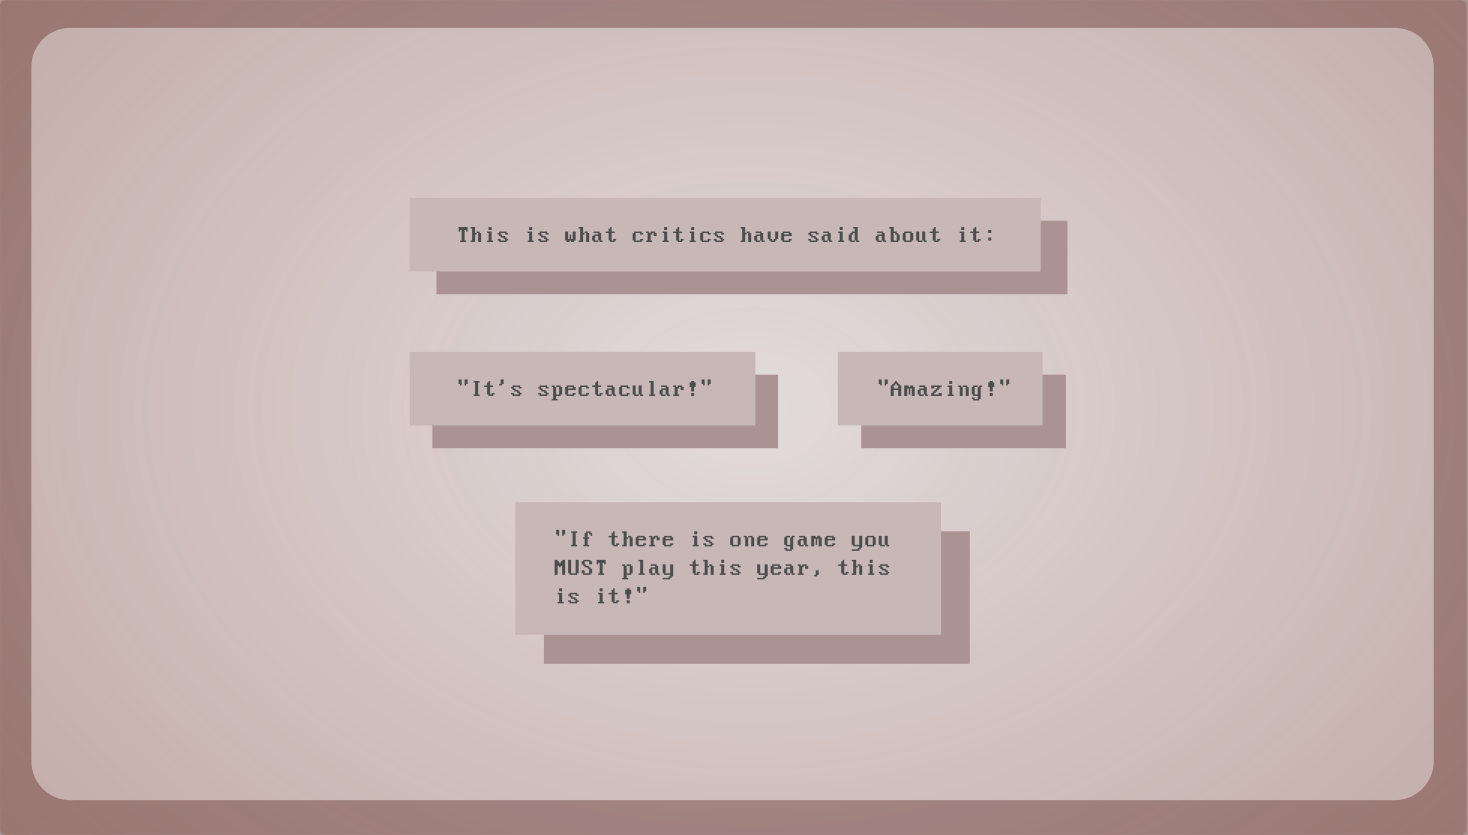 This is what critics have said about it:
"It's spectacular!"
"Amazing!"
"If there is one game you
MUST play this year, this
is it!"